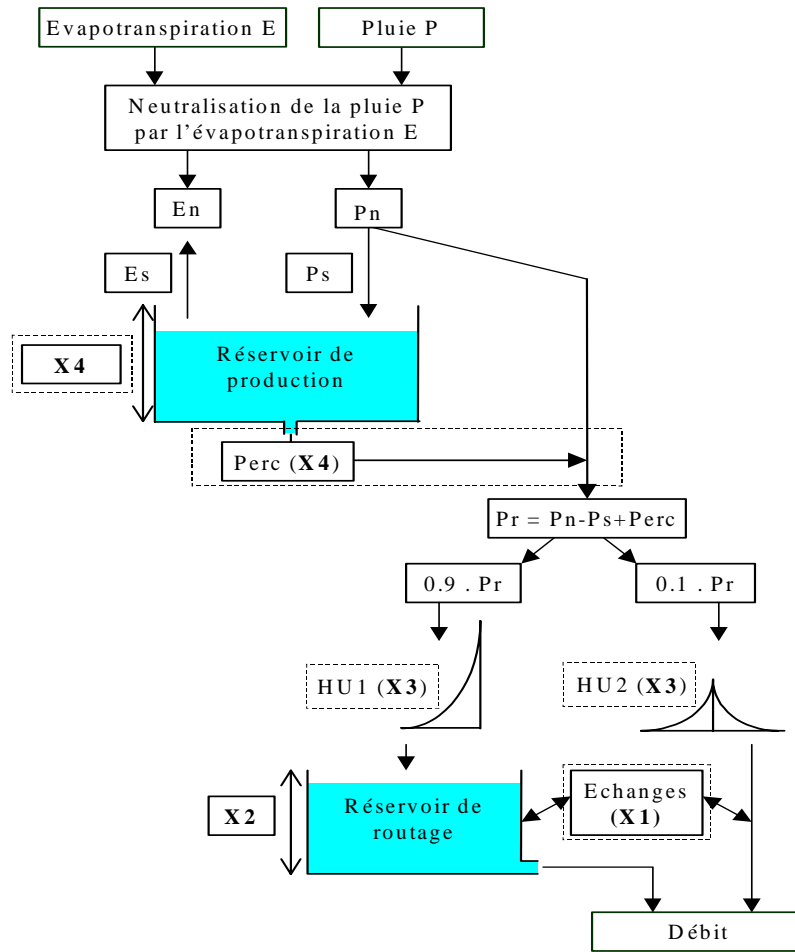 Evapotranspiration E
Pluie P
Neutralisation de la pluie P
par l'évapotranspiration E
En
Pn
Es
Ps
X4
Réservoir de
production
Perc (X4)
Pr = Pn-Ps+Perc
0.9 . Pr
0.1 . Pr
HU1 (X3)
HU2 (X3)
X2
Réservoir de
routage
Echanges
(X1)
Débit